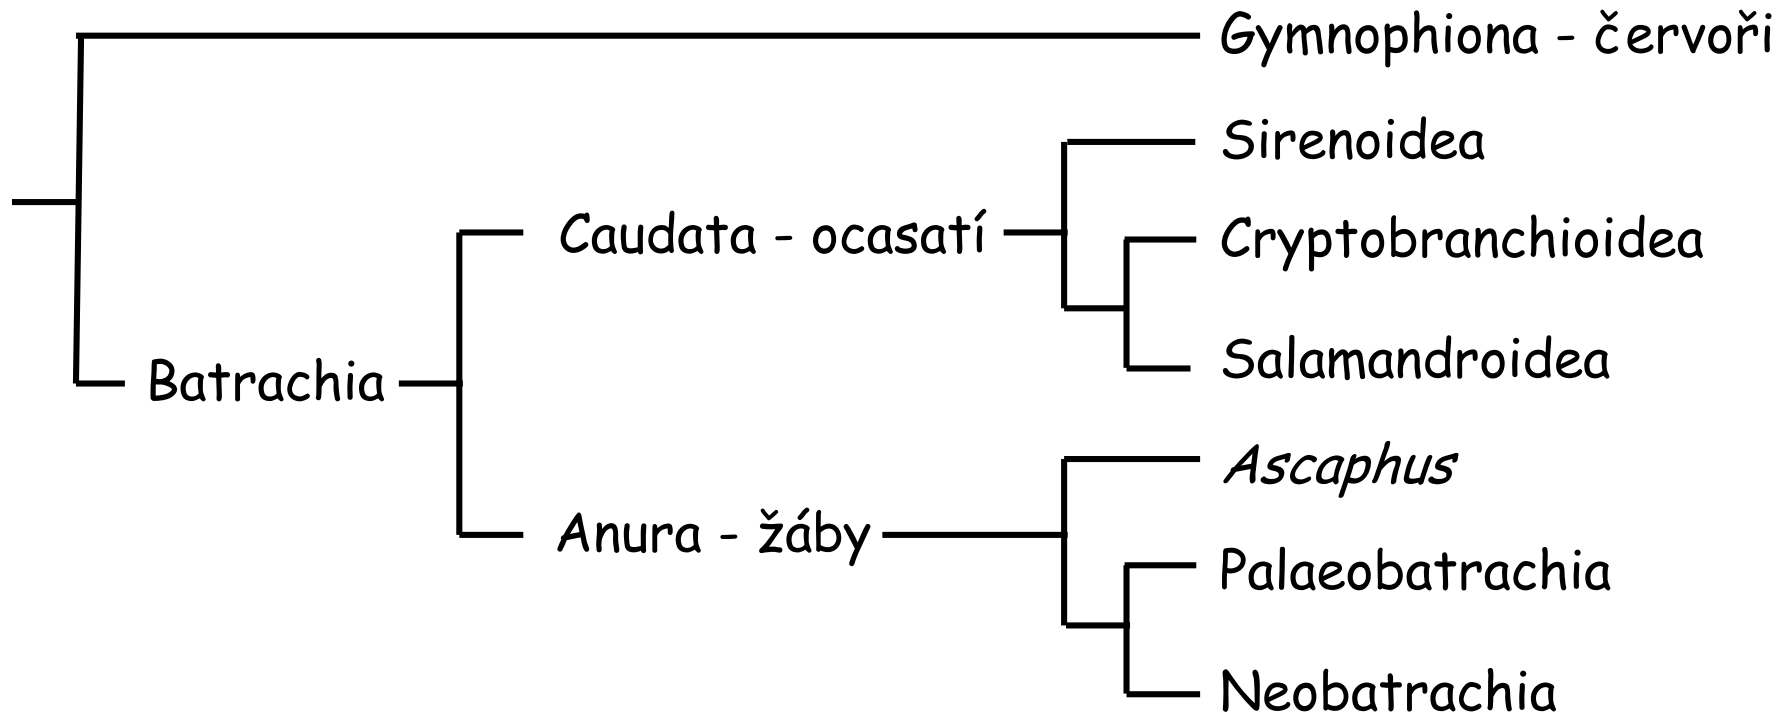 Gymnophiona - červoři
Sirenoidea
Caudata - ocasatí
Cryptobranchioidea
Salamandroidea
Batrachia
Ascaphus
Anura - žáby
Palaeobatrachia
Neobatrachia